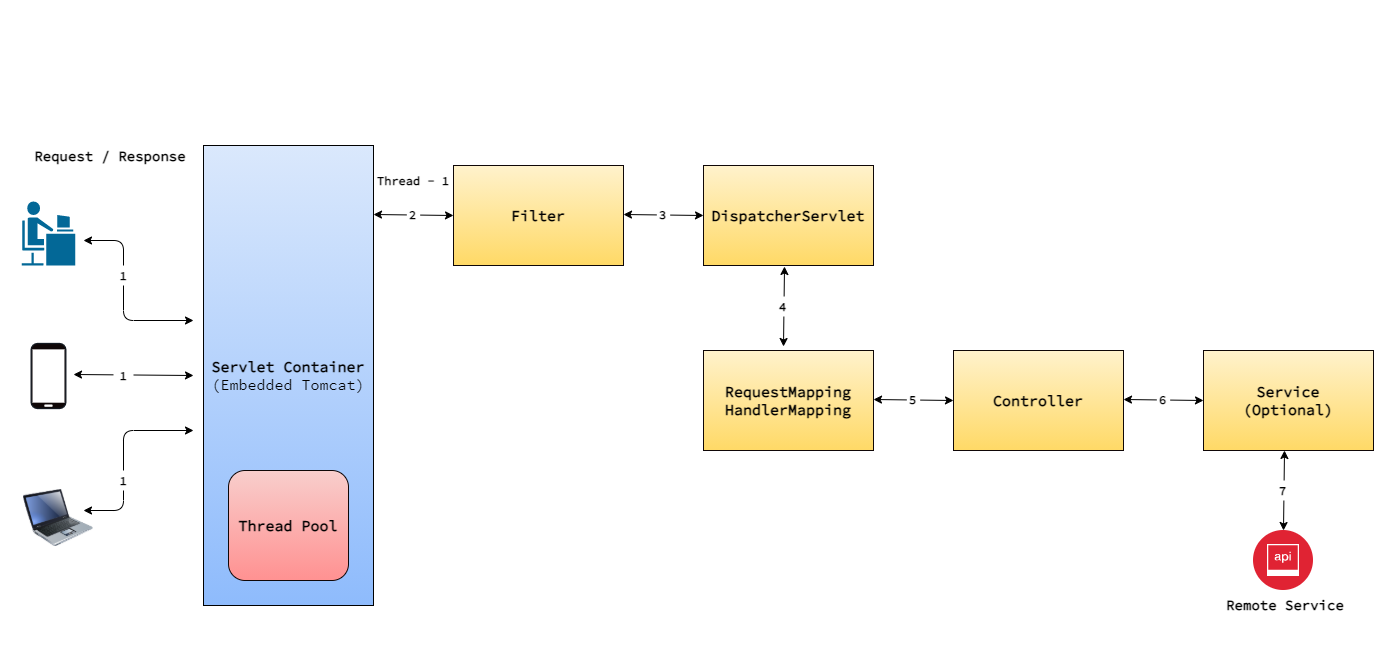 Request / Response
Thread - 1
1
2
Filter
3
DispatcherServlet
4
1
Servlet Container
(Embedded Tomcat)
RequestMapping
HandlerMapping
5
Controller
6
Service
(Optional)
1
Thread Pool
7
api
Remote Service